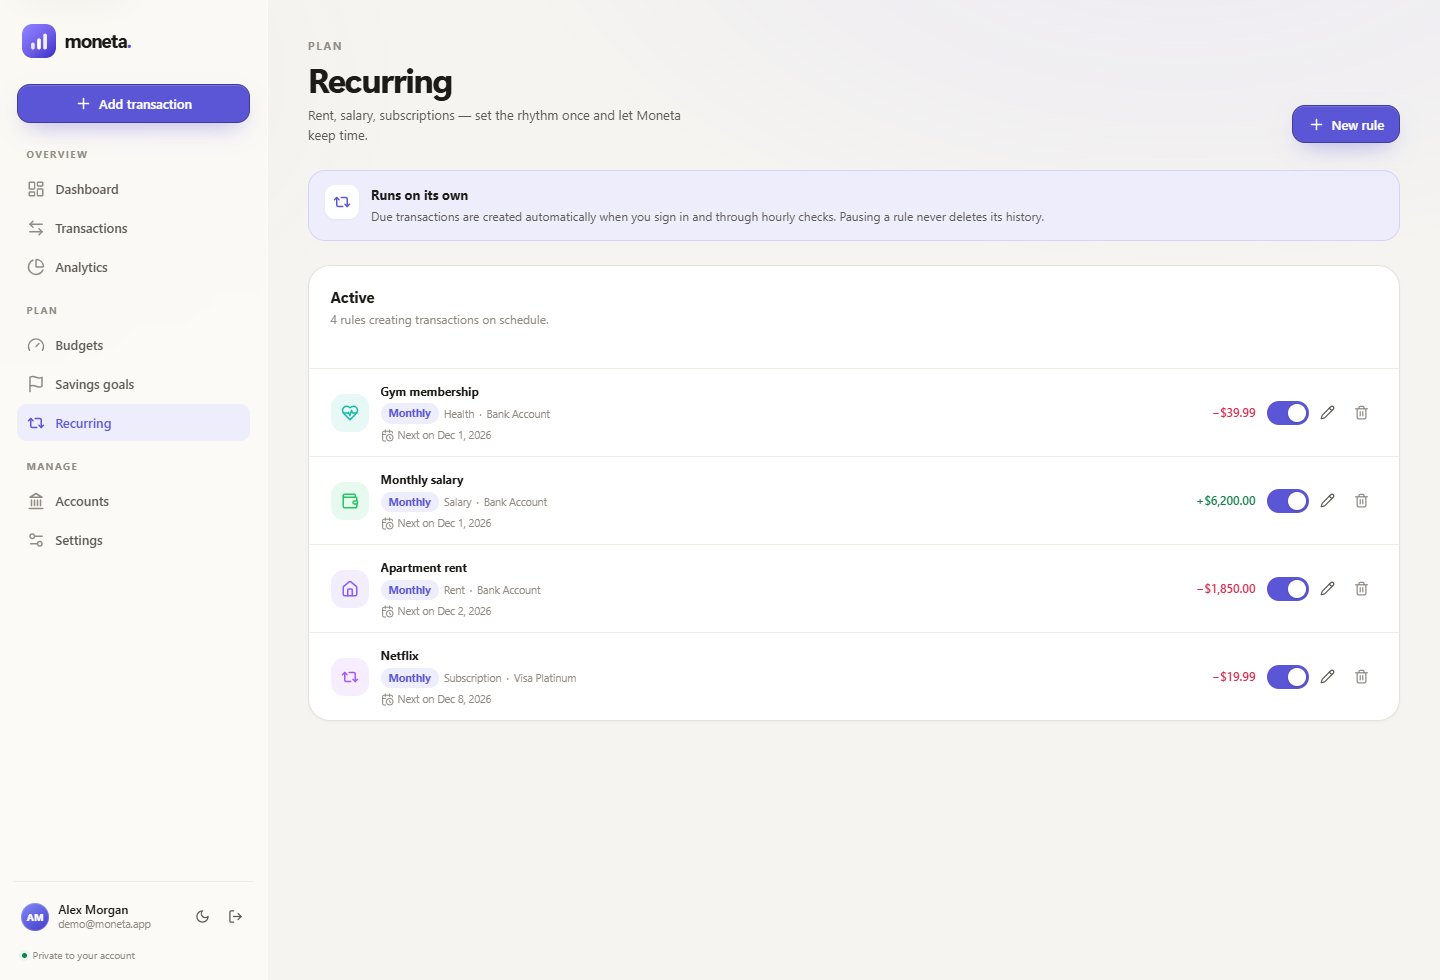 moneta.
Add transaction
OVERVIEW
Dashboard
Transactions
Analytics
PLAN
Budgets
Savings goals
Recurring
MANAGE
Accounts
Settings
AM
Alex Morgan
demo@moneta.app
Private to your account
PLAN
Recurring
Rent, salary, subscriptions — set the rhythm once and let Moneta
keep time.
New rule
Runs on its own
Due transactions are created automatically when you sign in and through hourly checks. Pausing a rule never deletes its history.
Active
4 rules creating transactions on schedule.
Gym membership
Monthly Health · Bank Account
Next on Dec 1, 2026
−$39.99
Monthly salary
Monthly Salary · Bank Account
Next on Dec 1, 2026
+$6,200.00
Apartment rent
Monthly Rent · Bank Account
Next on Dec 2, 2026
−$1,850.00
Netflix
Monthly Subscription · Visa Platinum
Next on Dec 8, 2026
−$19.99